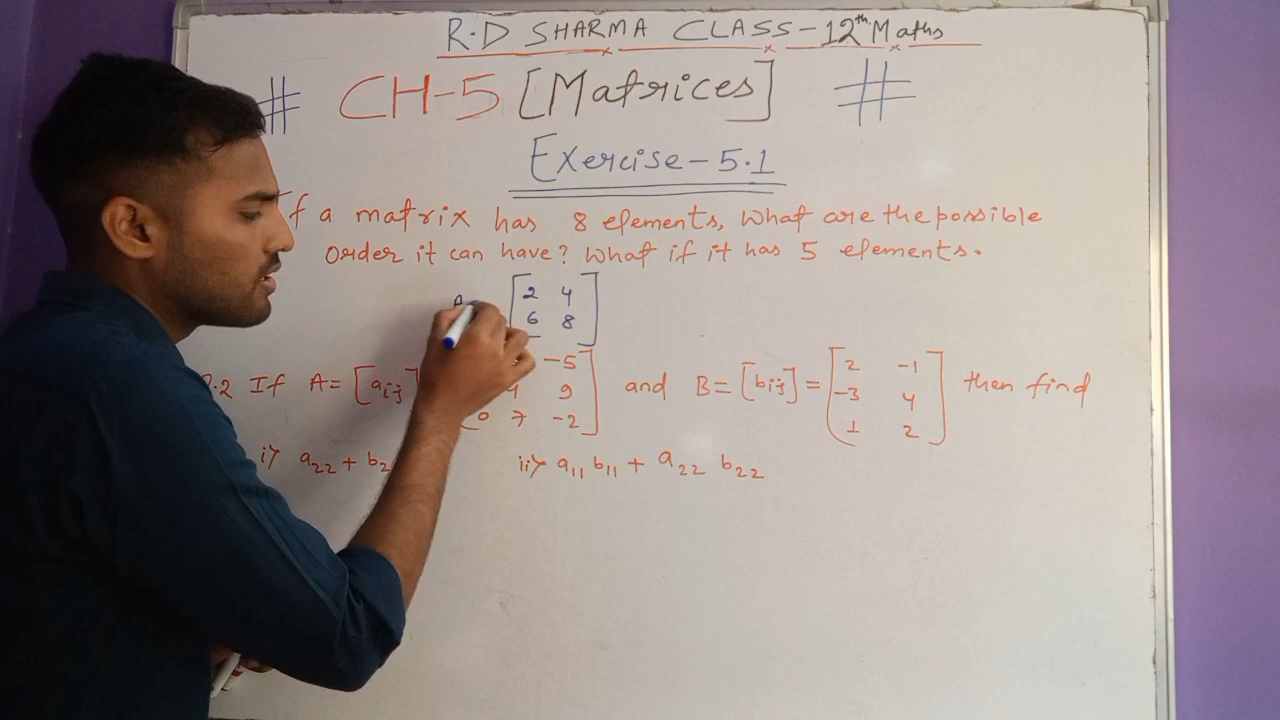 R.D SHARMA CLASS-12th Maths
# CH-5 [Matrices] #
Exercise-5.1
If a matrix has 8 elements, What are the possible
order it can have? What if it has 5 elements.
2 4
6 8
.2 If A= [aij] -5 and B= [bij] = 2 -1 then find
9 -3 4
0 7 -2 1 2
i> a22 + b2 ii> a11 b11 + a22 b22